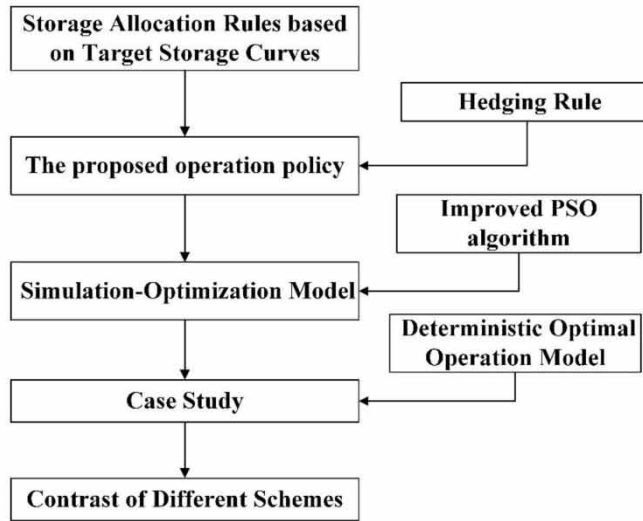 Storage Allocation Rules based
on Target Storage Curves
Hedging Rule
The proposed operation policy
Improved PSO
algorithm
Simulation-Optimization Model
Deterministic Optimal
Operation Model
Case Study
Contrast of Different Schemes